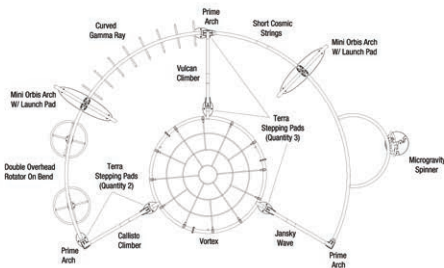 Prime
Arch
Curved
Gamma Ray
Short Cosmic
Strings
Mini Orbis Arch
W/ Launch Pad
Vulcan
Climber
Mini Orbis Arch
W/ Launch Pad
Terra
Stepping Pads
(Quantity 3)
Double Overhead
Rotator On Bend
Terra
Stepping Pads
(Quantity 2)
Microgravity
Spinner
Callisto
Climber
Vortex
Jansky
Wave
Prime
Arch
Prime
Arch